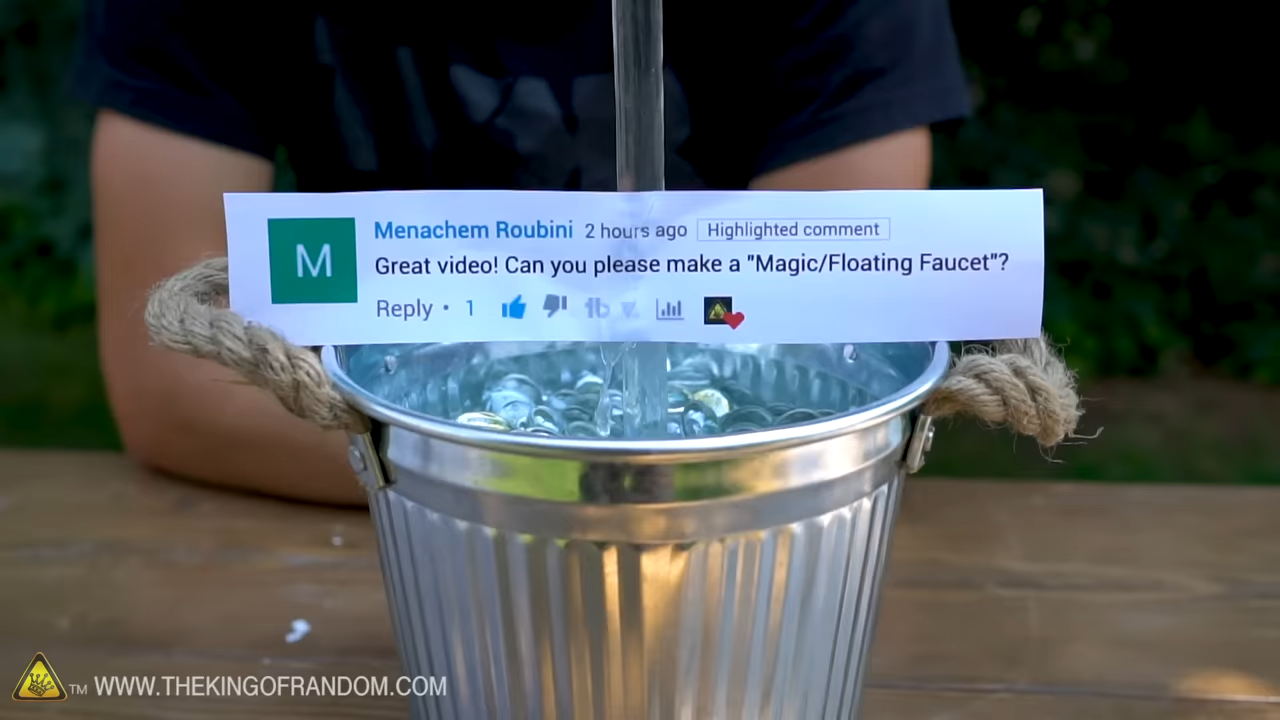 M
Menachem Roubini 2 hours ago Highlighted comment
Great video! Can you please make a "Magic/Floating Faucet"?
Reply • 1
™ WWW.THEKINGOFRANDOM.COM